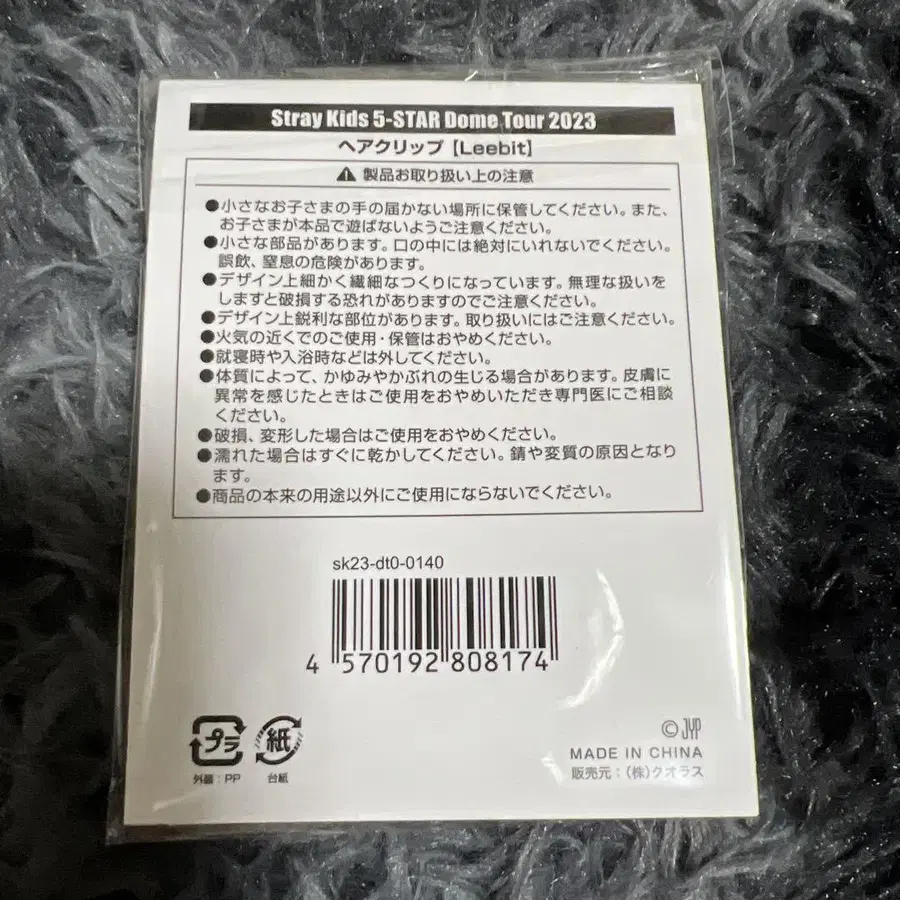 Stray Kids 5-STAR Dome Tour 2023
ヘアクリップ【Leebit】
⚠ 製品お取り扱い上の注意
●小さなお子さまの手の届かない場所に保管してください。また、
お子さまが本品で遊ばないようご注意ください。
●小さな部品があります。口の中には絶対にいれないでください。
誤飲、窒息の危険があります。
●デザイン上細かく繊細なつくりになっています。無理な扱いを
しますと破損する恐れがありますのでご注意ください。
●デザイン上鋭利な部位があります。取り扱いにはご注意ください。
●火気の近くでのご使用・保管はおやめください。
●就寝時や入浴時などは外してください。
●体質によって、かゆみやかぶれの生じる場合があります。皮膚に
異常を感じたときはご使用をおやめいただき専門医にご相談
ください。
●破損、変形した場合はご使用をおやめください。
●濡れた場合はすぐに乾かしてください。錆や変質の原因となり
ます。
●商品の本来の用途以外にご使用にならないでください。
sk23-dt0-0140
4 570192 808174
プラ 紙
外装：PP 台紙
© JYP
MADE IN CHINA
販売元：（株）クオラス